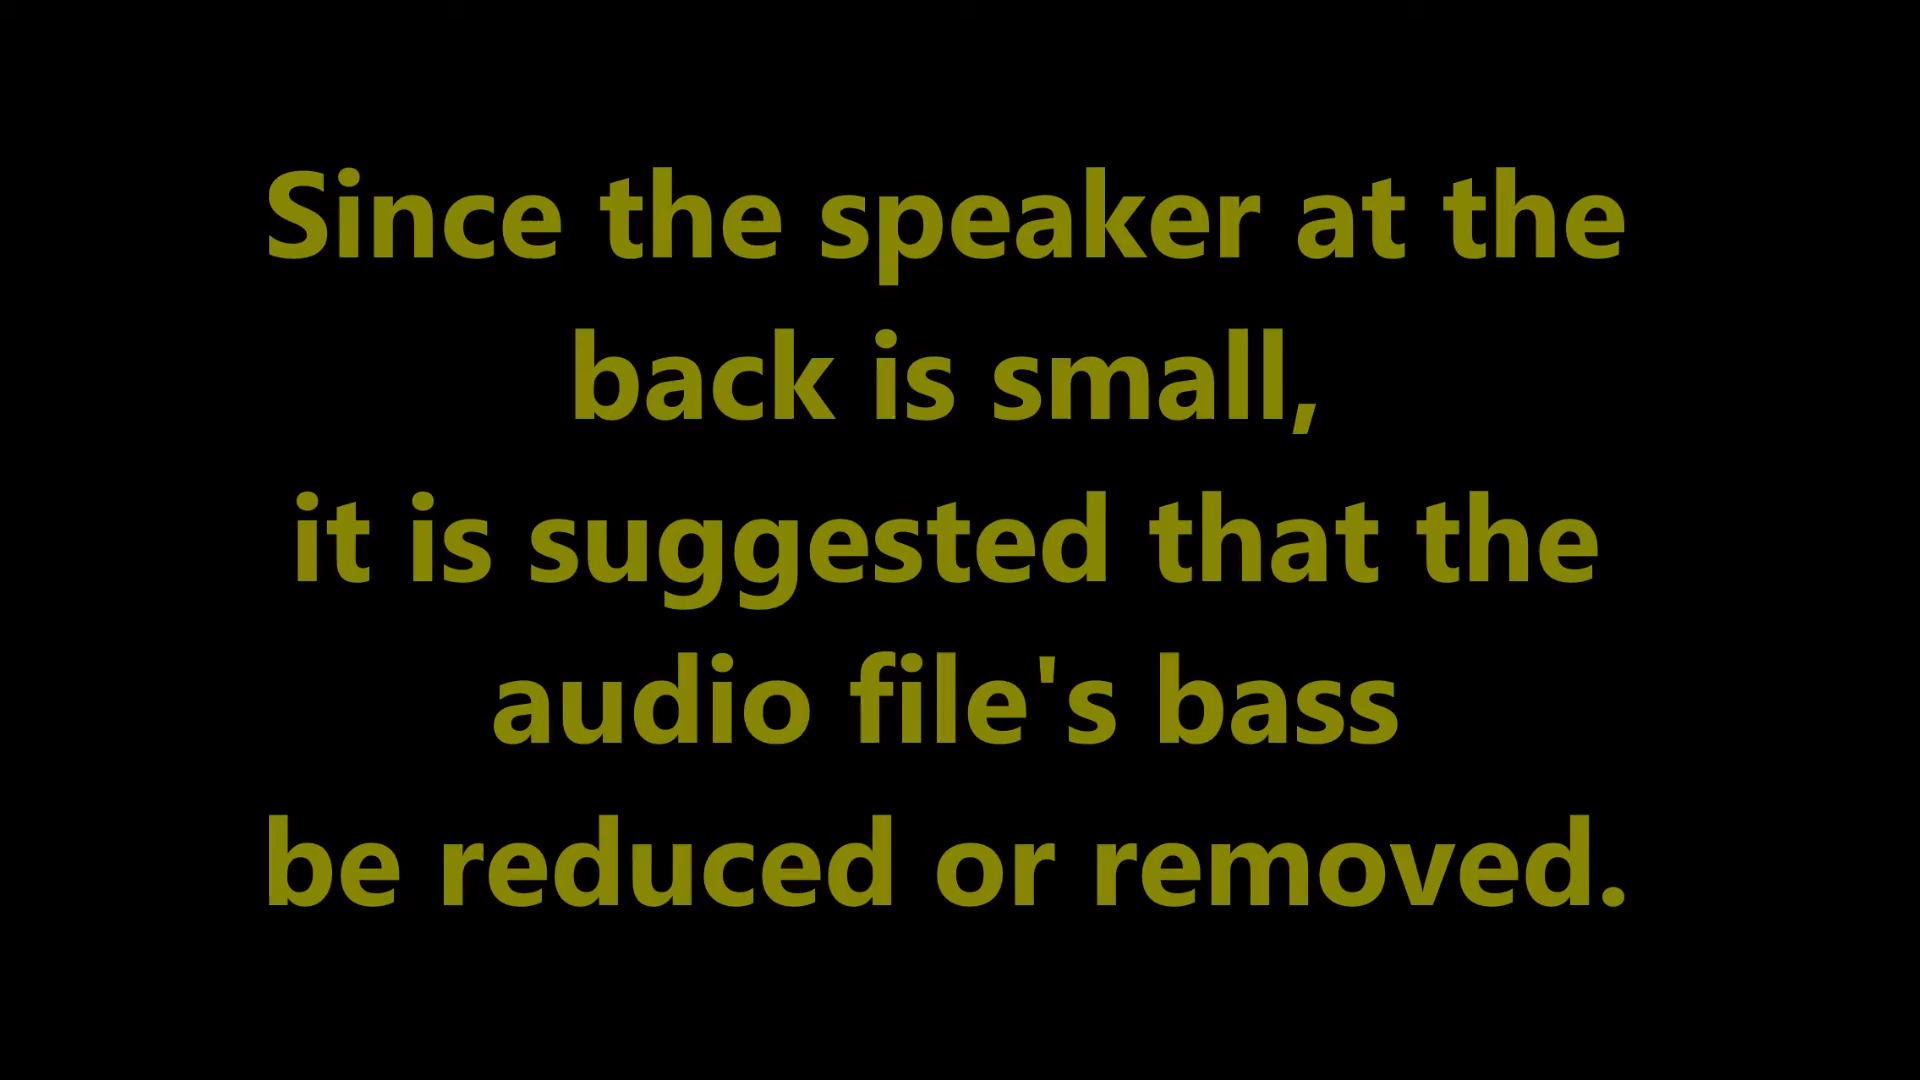 Since the speaker at the
back is small,
it is suggested that the
audio file's bass
be reduced or removed.